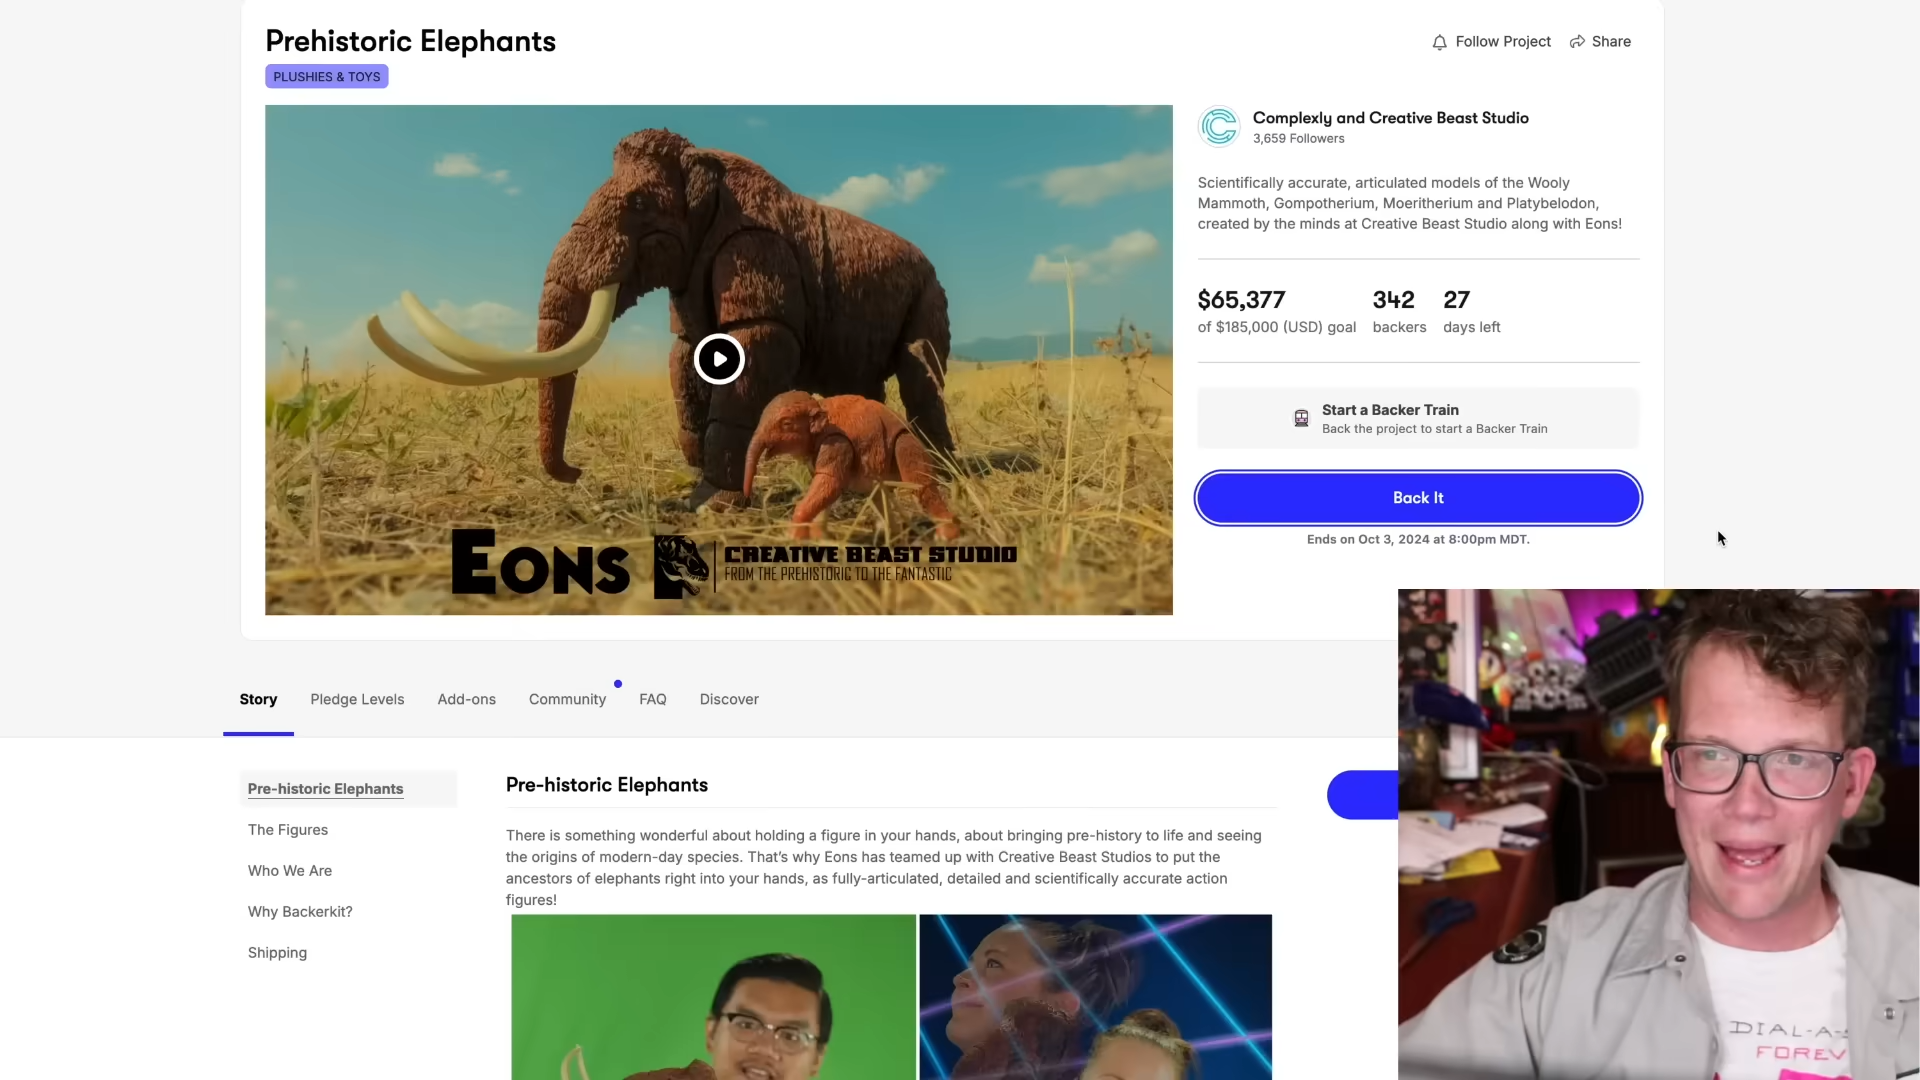 Prehistoric Elephants
Follow Project
Share
PLUSHIES & TOYS
Complexly and Creative Beast Studio
3,659 Followers
Scientifically accurate, articulated models of the Wooly
Mammoth, Gompotherium, Moeritherium and Platybelodon,
created by the minds at Creative Beast Studio along with Eons!
$65,377
of $185,000 (USD) goal
342
backers
27
days left
Start a Backer Train
Back the project to start a Backer Train
Back It
Ends on Oct 3, 2024 at 8:00pm MDT.
EONS
CREATIVE BEAST STUDIO
FROM THE PREHISTORIC TO THE FANTASTIC
Story
Pledge Levels
Add-ons
Community
FAQ
Discover
Pre-historic Elephants
The Figures
Who We Are
Why Backerkit?
Shipping
Pre-historic Elephants
There is something wonderful about holding a figure in your hands, about bringing pre-history to life and seeing
the origins of modern-day species. That's why Eons has teamed up with Creative Beast Studios to put the
ancestors of elephants right into your hands, as fully-articulated, detailed and scientifically accurate action
figures!
DIAL-A-
FOREV